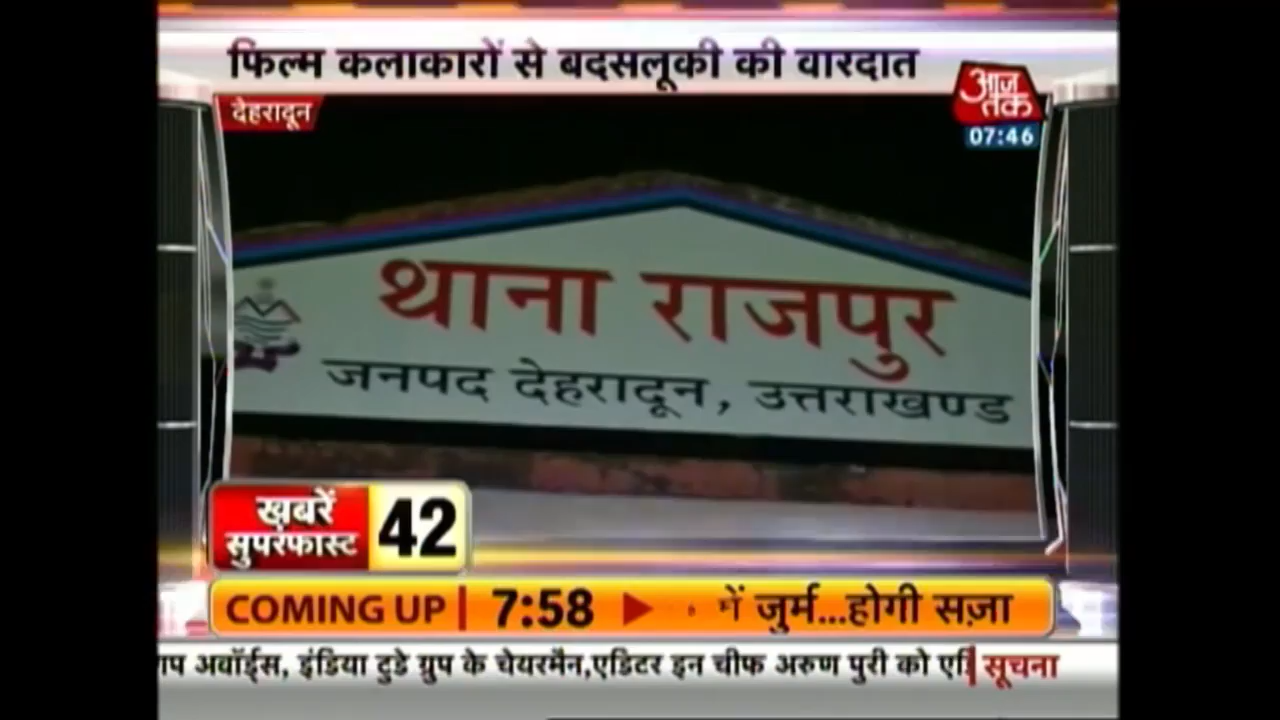 फिल्म कलाकारों से बदसलूकी की वारदात
देहरादून
आज तक
07:46
थाना राजपुर
जनपद देहरादून, उत्तराखण्ड
ख़बरें
सुपरफास्ट
42
COMING UP
7:58
में जुर्म...होगी सज़ा
अवॉर्ड्स, इंडिया टुडे ग्रुप के चेयरमैन,एडिटर इन चीफ अरुण पुरी को
सूचना